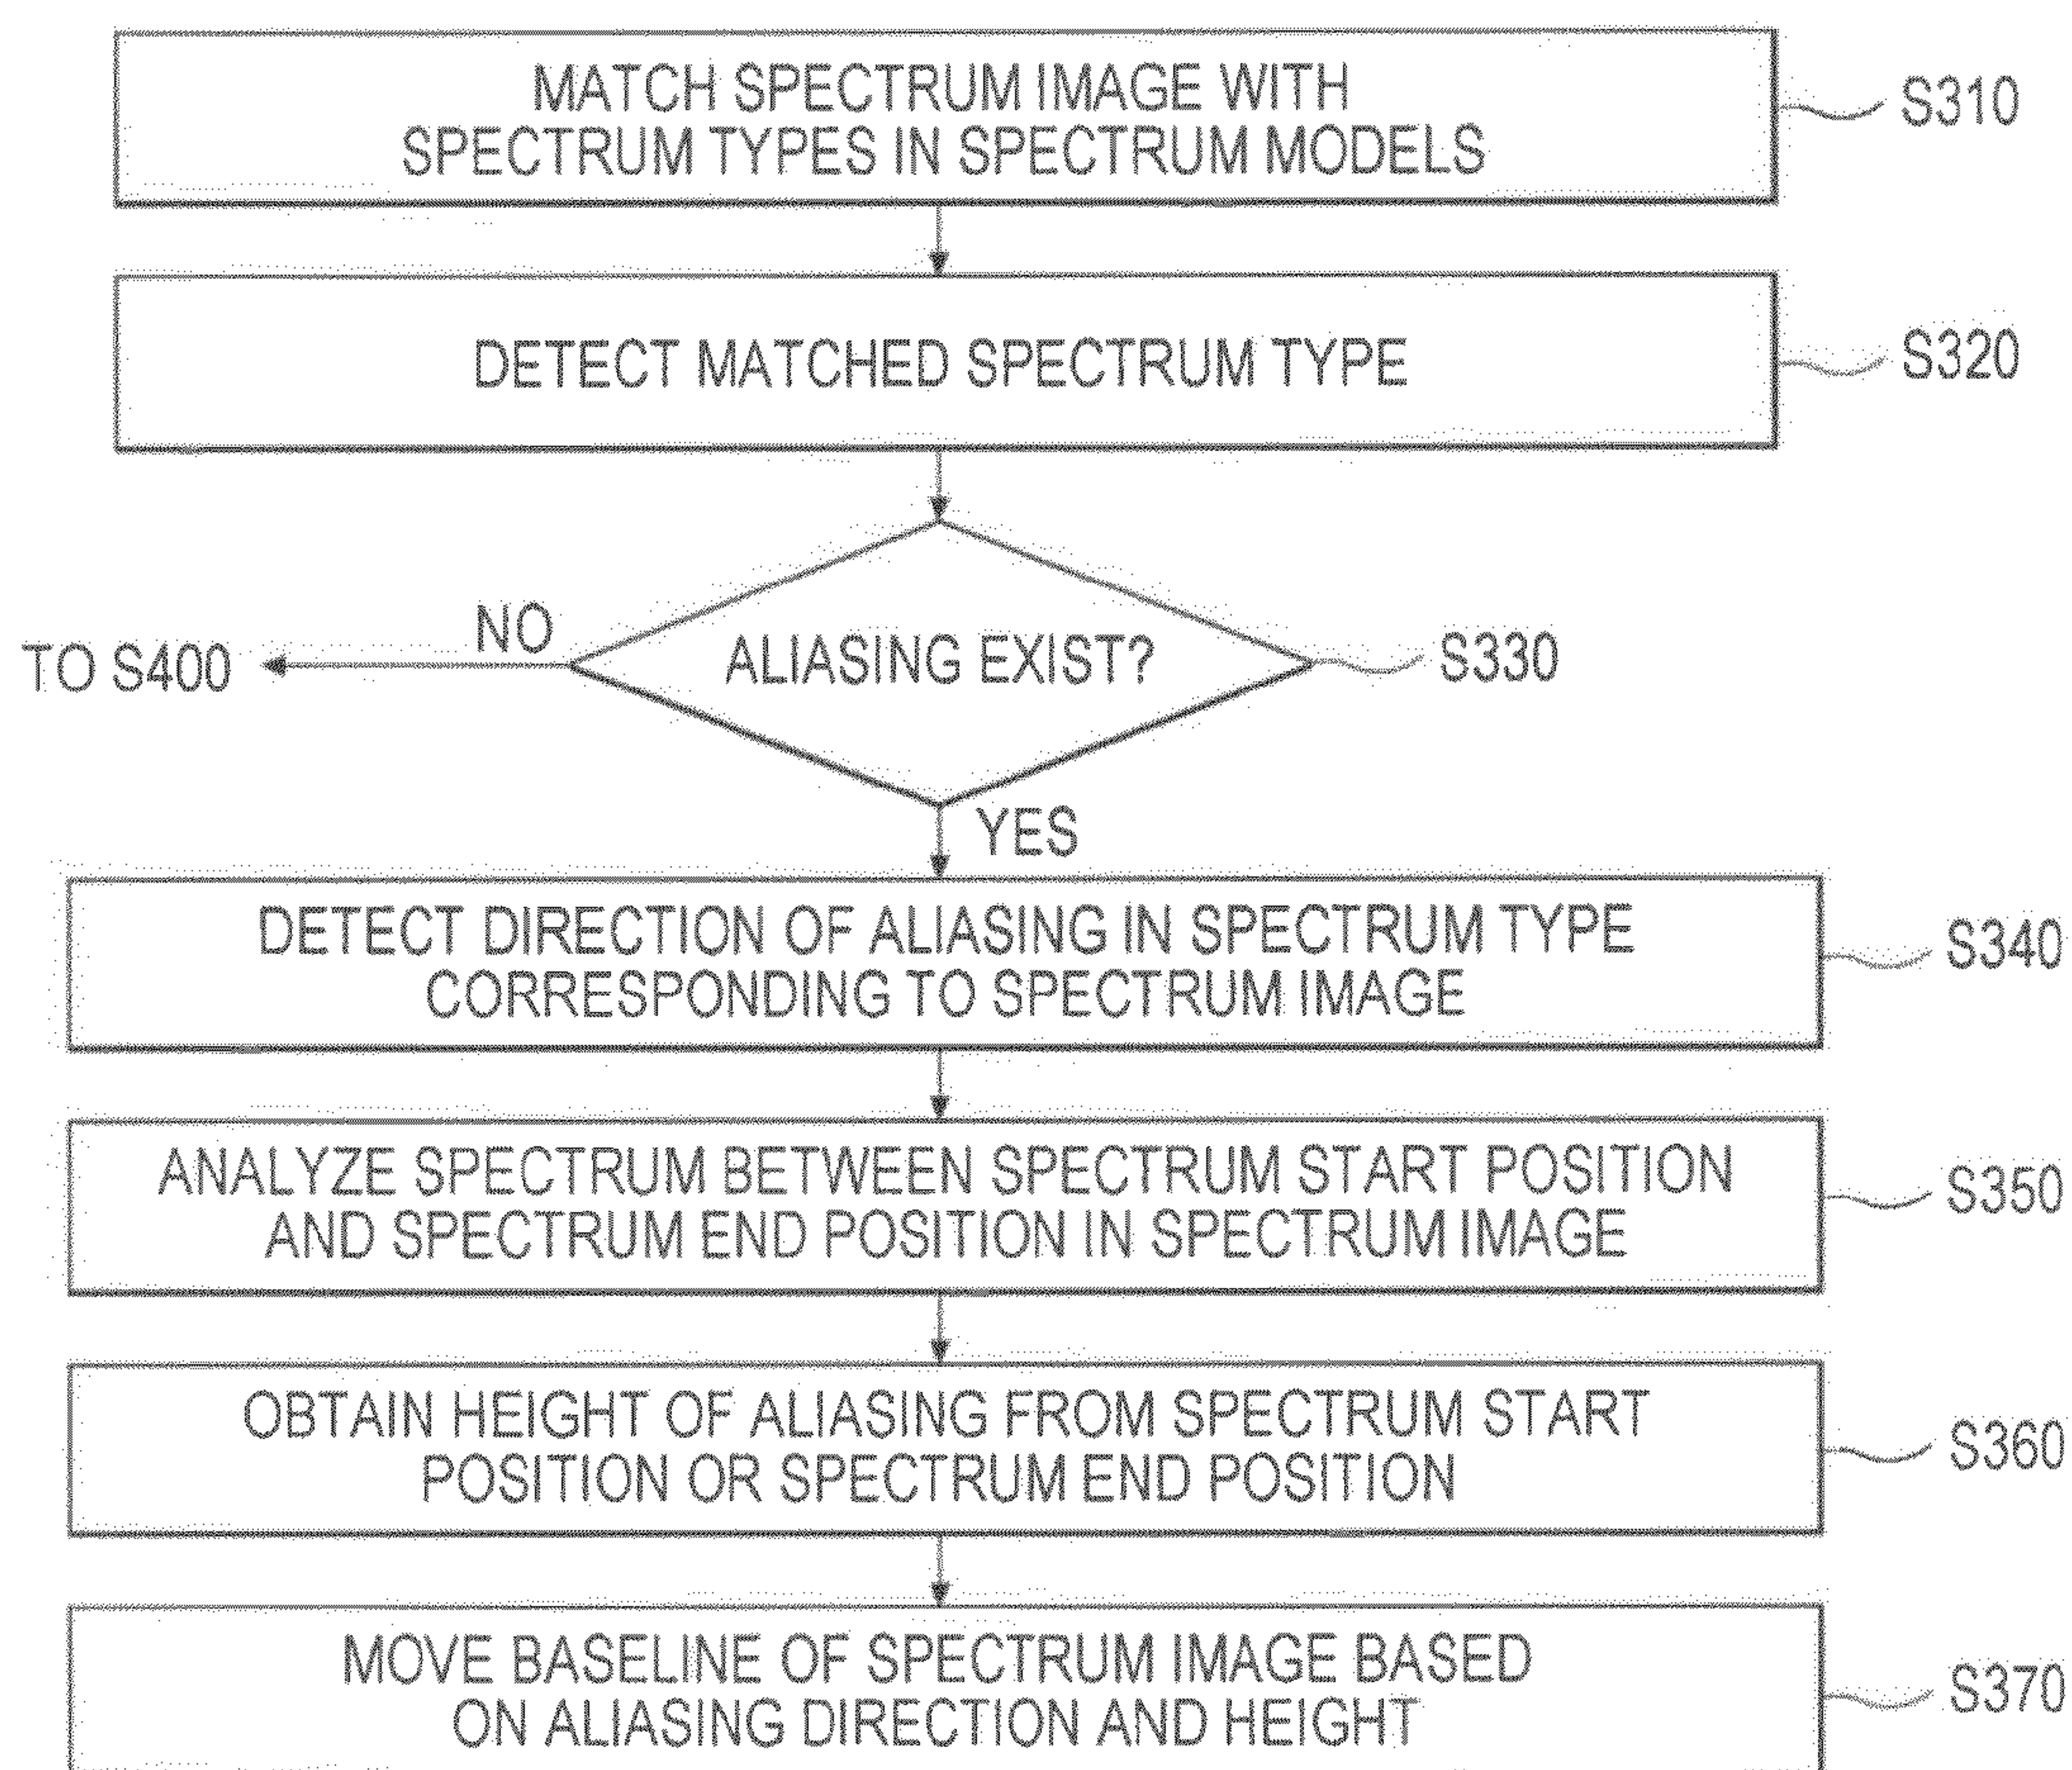 MATCH SPECTRUM IMAGE WITH
SPECTRUM TYPES IN SPECTRUM MODELS
S310
DETECT MATCHED SPECTRUM TYPE
S320
ALIASING EXIST?
S330
NO
TO S400
YES
DETECT DIRECTION OF ALIASING IN SPECTRUM TYPE
CORRESPONDING TO SPECTRUM IMAGE
S340
ANALYZE SPECTRUM BETWEEN SPECTRUM START POSITION
AND SPECTRUM END POSITION IN SPECTRUM IMAGE
S350
OBTAIN HEIGHT OF ALIASING FROM SPECTRUM START
POSITION OR SPECTRUM END POSITION
S360
MOVE BASELINE OF SPECTRUM IMAGE BASED
ON ALIASING DIRECTION AND HEIGHT
S370